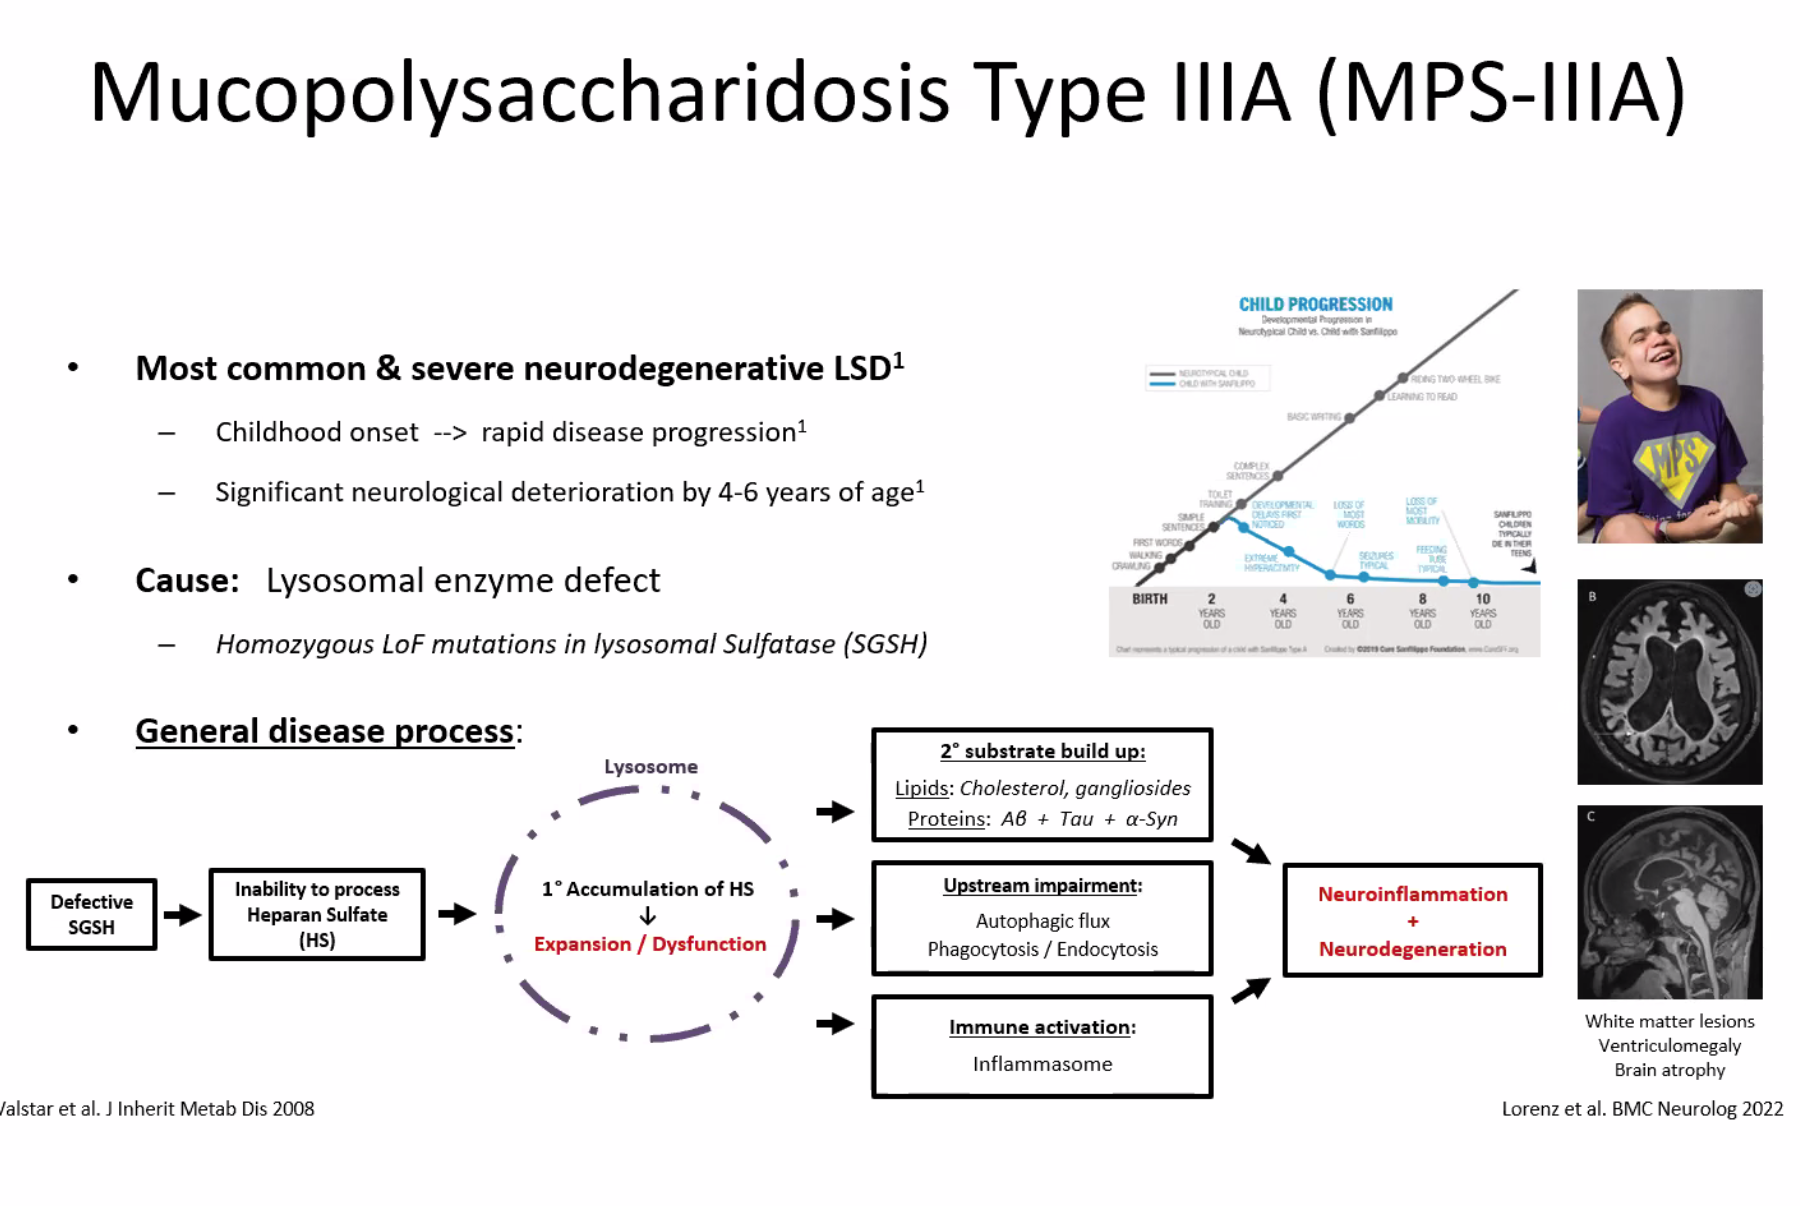 Mucopolysaccharidosis Type IIIA (MPS-IIIA)
• Most common & severe neurodegenerative LSD¹
– Childhood onset --> rapid disease progression¹
– Significant neurological deterioration by 4-6 years of age¹
• Cause: Lysosomal enzyme defect
– Homozygous LoF mutations in lysosomal Sulfatase (SGSH)
• General disease process:
CHILD PROGRESSION
Developmental Progression in
Neurotypical Child vs. Child with Sanfilippo
NEUROTYPICAL CHILD
CHILD WITH SANFILIPPO
RIDING TWO-WHEEL BIKE
LEARNING TO READ
BASIC WRITING
COMPLEX
SENTENCES
TOILET
TRAINING
SIMPLE
SENTENCES
FIRST WORDS
WALKING
CRAWLING
DEVELOPMENTAL
DELAYS FIRST
NOTICED
EXTREME
HYPERACTIVITY
LOSS OF
MOST
WORDS
SEIZURES
TYPICAL
LOSS OF
MOST
MOBILITY
FEEDING
TUBE
TYPICAL
SANFILIPPO
CHILDREN
TYPICALLY
DIE IN THEIR
TEENS
BIRTH
2
YEARS
OLD
4
YEARS
OLD
6
YEARS
OLD
8
YEARS
OLD
10
YEARS
OLD
Chart represents a typical progression of a child with Sanfilippo Type A
Created by ©2019 Cure Sanfilippo Foundation, www.CureSFF.org
MPS
B
C
White matter lesions
Ventriculomegaly
Brain atrophy
Lysosome
Defective
SGSH
Inability to process
Heparan Sulfate
(HS)
1° Accumulation of HS
↓
Expansion / Dysfunction
2° substrate build up:
Lipids: Cholesterol, gangliosides
Proteins: Aβ + Tau + α-Syn
Upstream impairment:
Autophagic flux
Phagocytosis / Endocytosis
Immune activation:
Inflammasome
Neuroinflammation
+
Neurodegeneration
Valstar et al. J Inherit Metab Dis 2008
Lorenz et al. BMC Neurolog 2022